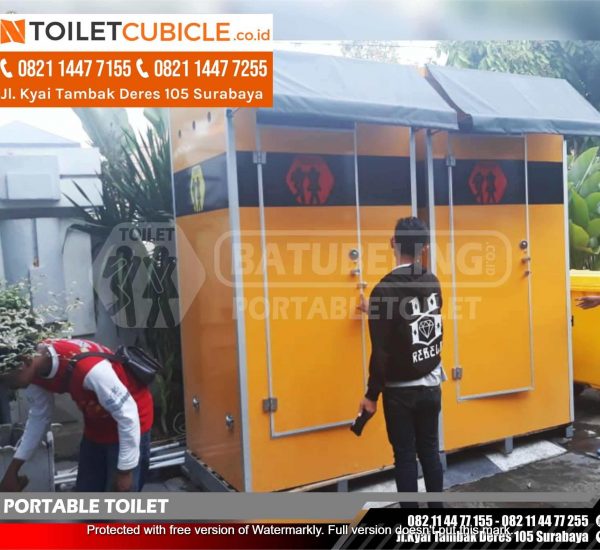 TOILETCUBICLE.co.id
0821 1447 7155 0821 1447 7255
Jl. Kyai Tambak Deres 105 Surabaya
TOILET
BATUBELING.co.id
PORTABLETOILET
REBEL
PORTABLE TOILET
082 11 44 77 155 - 082 11 44 77 255
Jl.Kyai Tambak Deres 105 Surabaya
Protected with free version of Watermarkly. Full version doesn't put this mark.